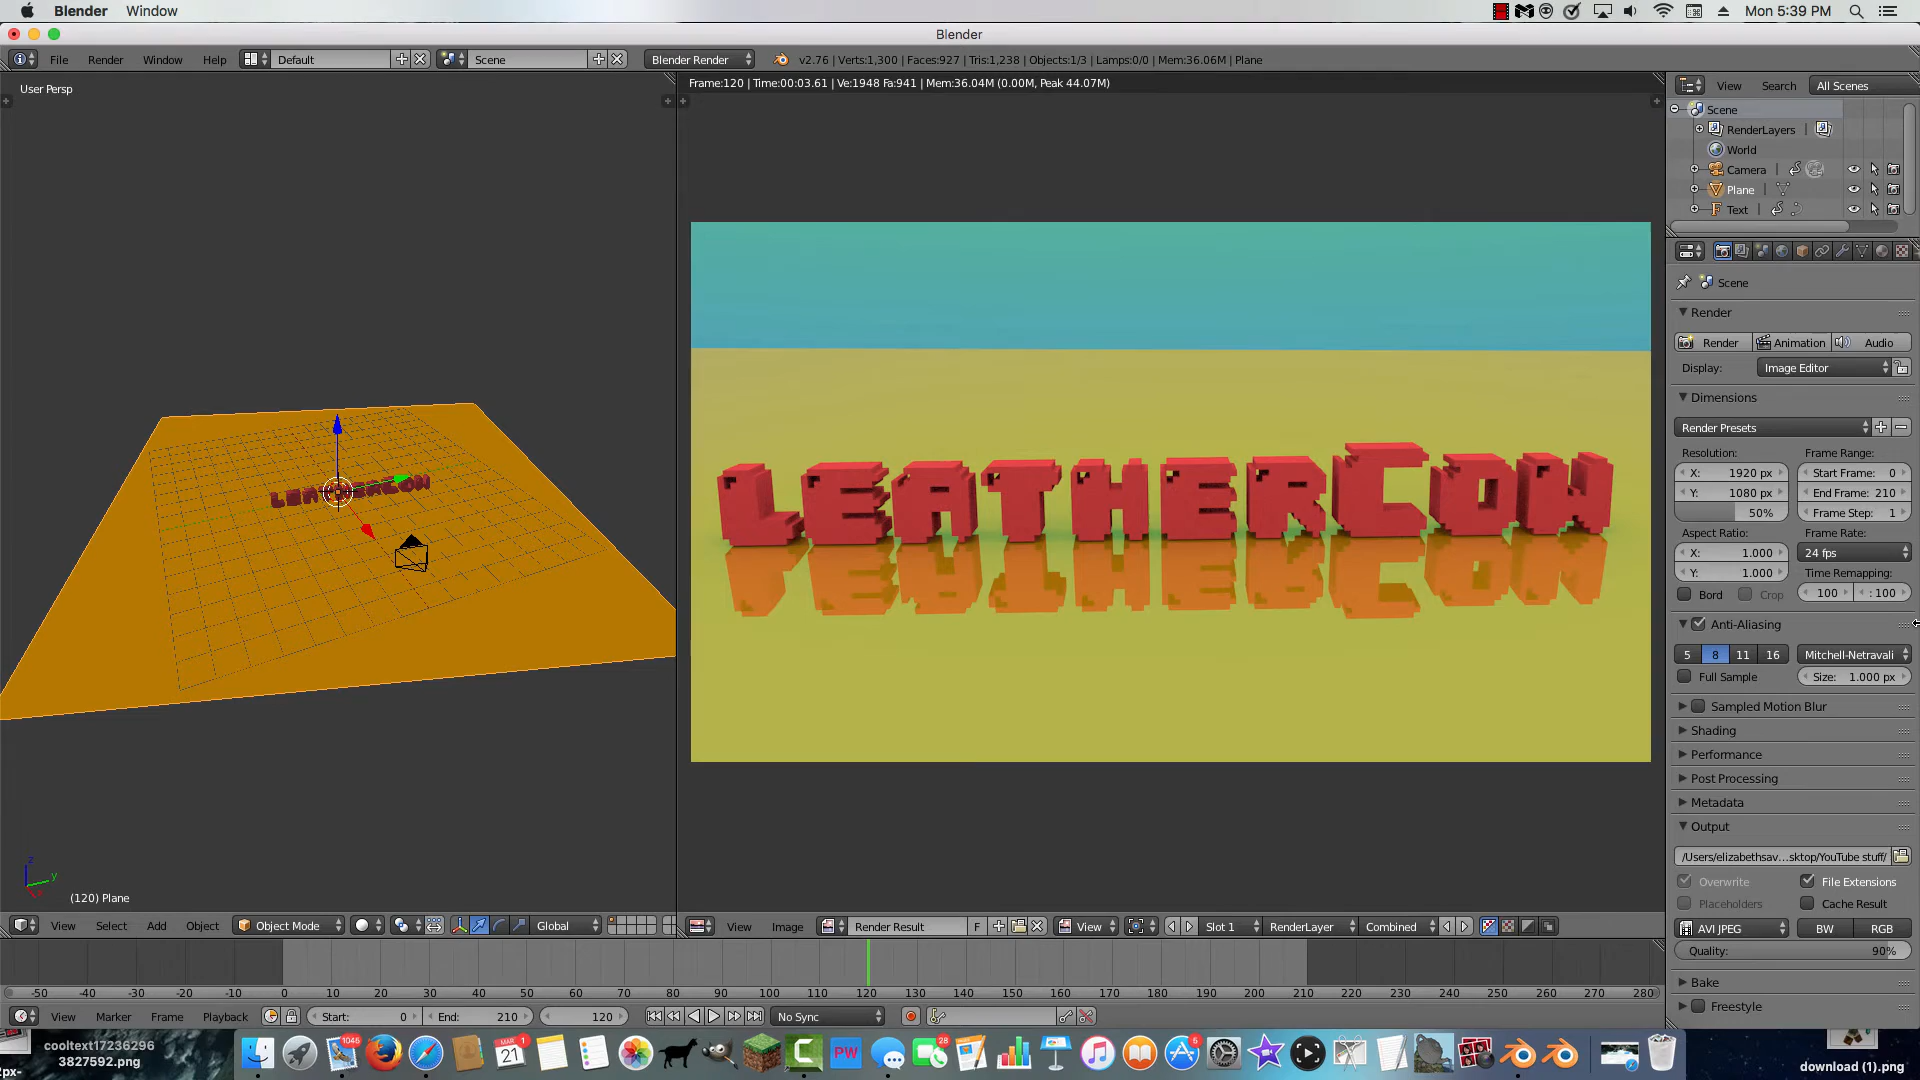 Blender Window Mon 5:39 PM
Blender
File Render Window Help Default Scene Blender Render v2.76 | Verts:1,300 | Faces:927 | Tris:1,238 | Objects:1/3 | Lamps:0/0 | Mem:36.06M | Plane
User Persp
Frame:120 | Time:00:03.61 | Ve:1948 Fa:941 | Mem:36.04M (0.00M, Peak 44.07M)
View Search All Scenes
Scene
RenderLayers
World
Camera
Plane
Text
Scene
Render
Render Animation Audio
Display: Image Editor
Dimensions
Render Presets
Resolution: Frame Range:
X: 1920 px Start Frame: 0
Y: 1080 px End Frame: 210
50% Frame Step: 1
Aspect Ratio: Frame Rate:
X: 1.000 24 fps
Y: 1.000 Time Remapping:
Bord Crop 100 : 100
Anti-Aliasing
5 8 11 16 Mitchell-Netravali
Full Sample Size: 1.000 px
Sampled Motion Blur
Shading
Performance
Post Processing
Metadata
Output
/Users/elizabethsav...sktop/YouTube stuff/
Overwrite File Extensions
Placeholders Cache Result
AVI JPEG BW RGB
Quality: 90%
Bake
Freestyle
LEATHERCON
LEATHERCON
z
y
(120) Plane
View Select Add Object Object Mode Global
View Image Render Result F View Slot 1 RenderLayer Combined
-50 -40 -30 -20 -10 0 10 20 30 40 50 60 70 80 90 100 110 120 130 140 150 160 170 180 190 200 210 220 230 240 250 260 270 280
View Marker Frame Playback Start: 0 End: 210 120 No Sync
cooltext17236296
3827592.png
2px-
1046
MAR 1
21
28
PW
6
download (1).png